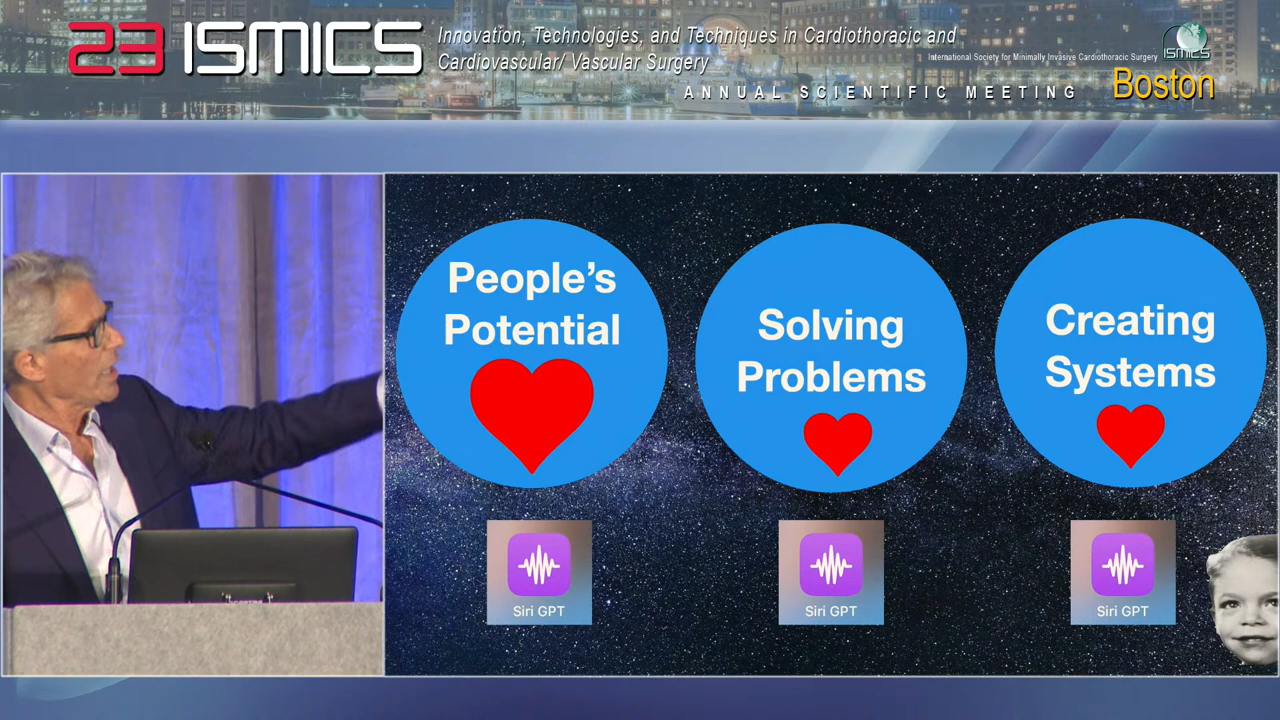 23 ISMICS
Innovation, Technologies, and Techniques in Cardiothoracic and
Cardiovascular/ Vascular Surgery
International Society for Minimally Invasive Cardiothoracic Surgery
ISMICS
ANNUAL SCIENTIFIC MEETING
Boston
People's
Potential
Solving
Problems
Creating
Systems
Siri GPT
Siri GPT
Siri GPT